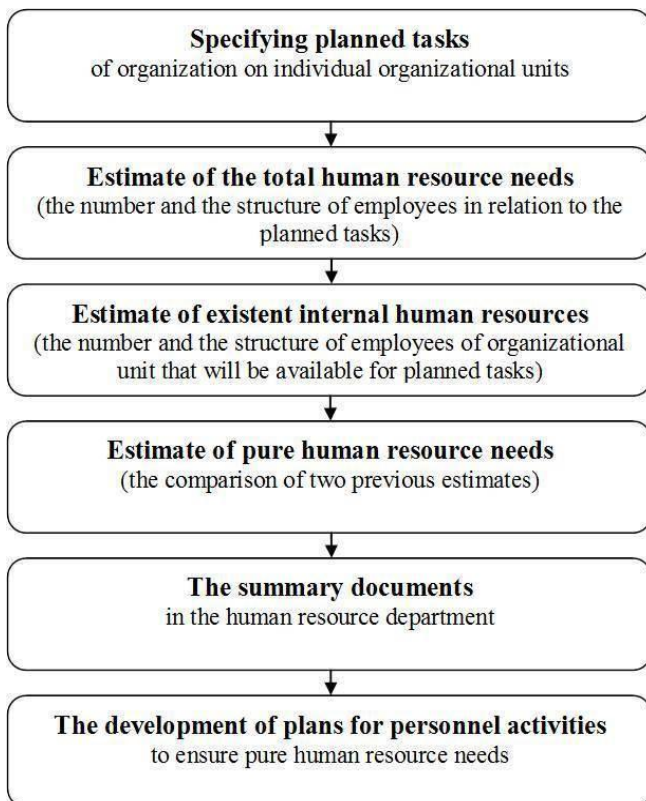 Specifying planned tasks
of organization on individual organizational units
Estimate of the total human resource needs
(the number and the structure of employees in relation to the
planned tasks)
Estimate of existent internal human resources
(the number and the structure of employees of organizational
unit that will be available for planned tasks)
Estimate of pure human resource needs
(the comparison of two previous estimates)
The summary documents
in the human resource department
The development of plans for personnel activities
to ensure pure human resource needs